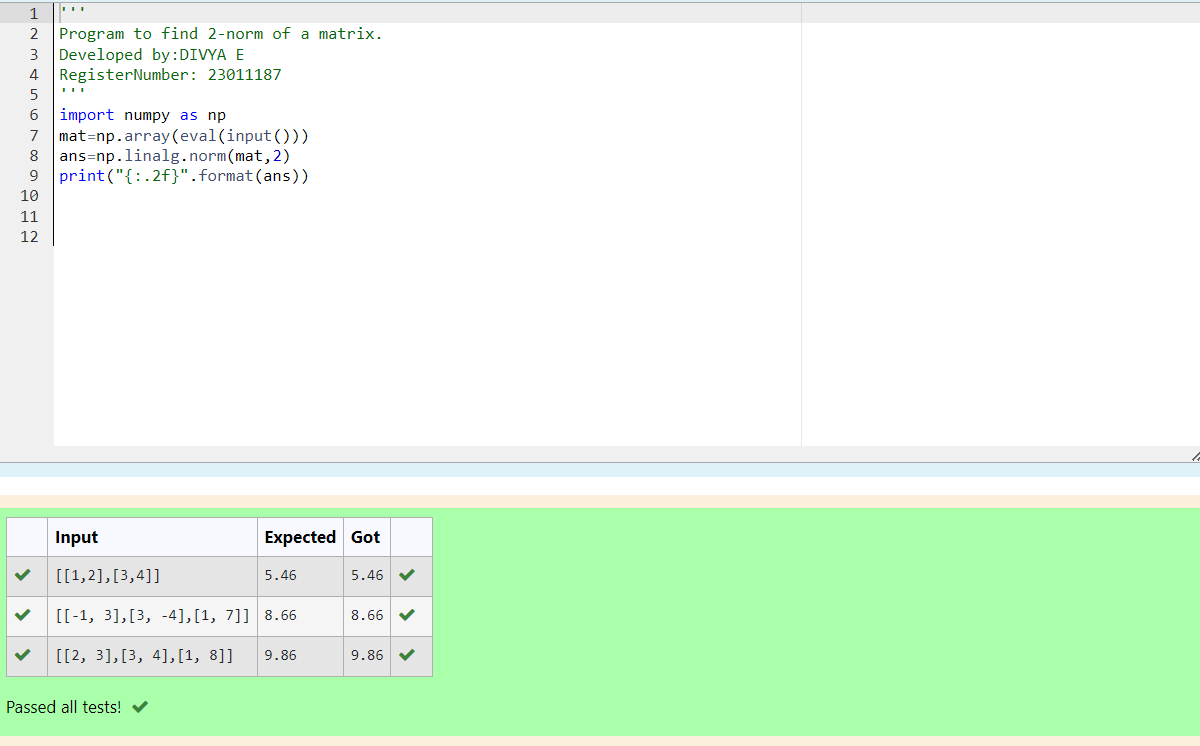 1 '''
2 Program to find 2-norm of a matrix.
3 Developed by:DIVYA E
4 RegisterNumber: 23011187
5 '''
6 import numpy as np
7 mat=np.array(eval(input()))
8 ans=np.linalg.norm(mat,2)
9 print("{:.2f}".format(ans))
10
11
12
Input Expected Got
[[1,2],[3,4]] 5.46 5.46
[[-1, 3],[3, -4],[1, 7]] 8.66 8.66
[[2, 3],[3, 4],[1, 8]] 9.86 9.86
Passed all tests!